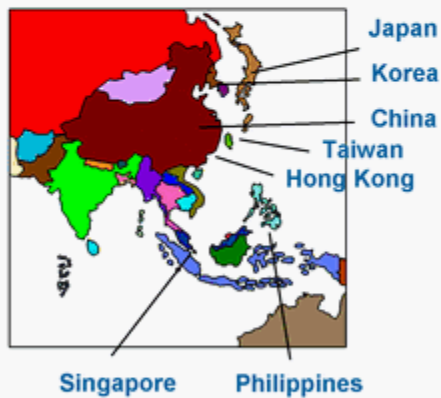 Japan
Korea
China
Taiwan
Hong Kong
Singapore
Philippines